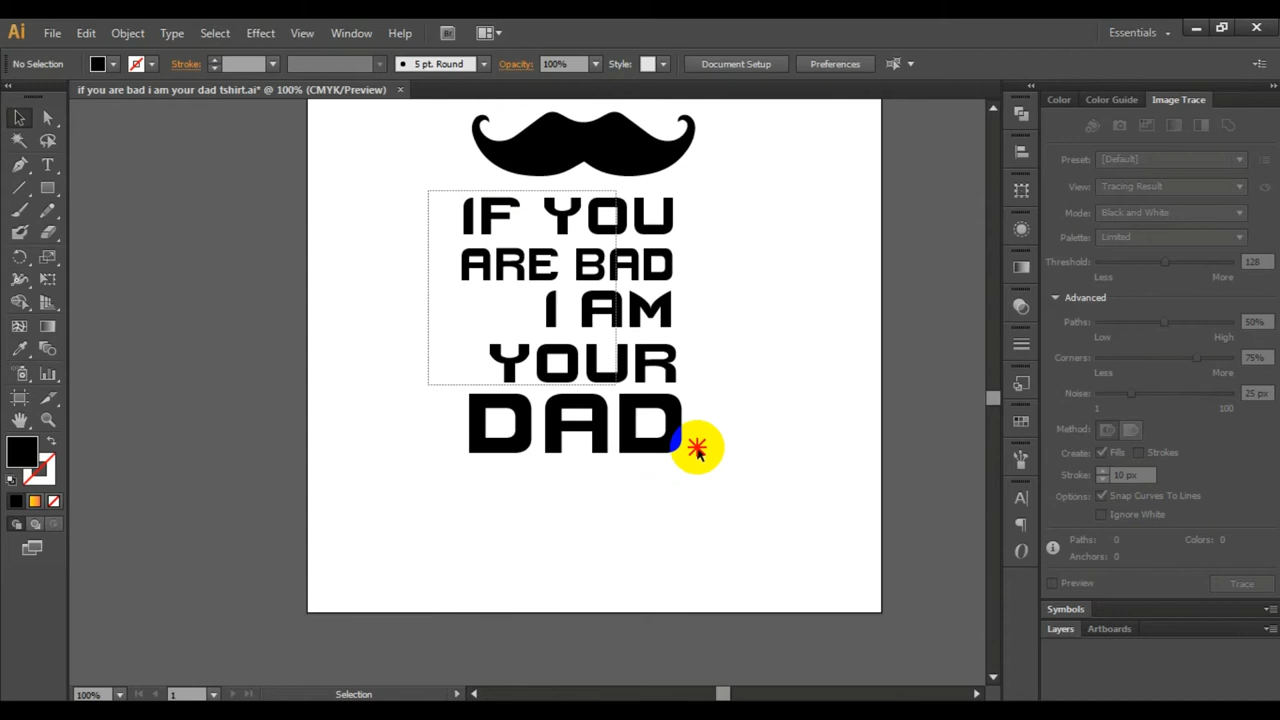 Ai File Edit Object Type Select Effect View Window Help Br Essentials
No Selection Stroke: 5 pt. Round Opacity: 100% Style: Document Setup Preferences
if you are bad i am your dad tshirt.ai* @ 100% (CMYK/Preview) ×
Color Color Guide Image Trace
Preset: [Default]
View: Tracing Result
Mode: Black and White
Palette: Limited
Threshold: 128
Less More
Advanced
Paths: 50%
Low High
Corners: 75%
Less More
Noise: 25 px
1 100
Method:
Create: Fills Strokes
Stroke: 10 px
Options: Snap Curves To Lines
Ignore White
Paths: 0 Colors: 0
Anchors: 0
Preview Trace
Symbols
Layers Artboards
IF YOU
ARE BAD
I AM
YOUR
DAD
100% 1 Selection